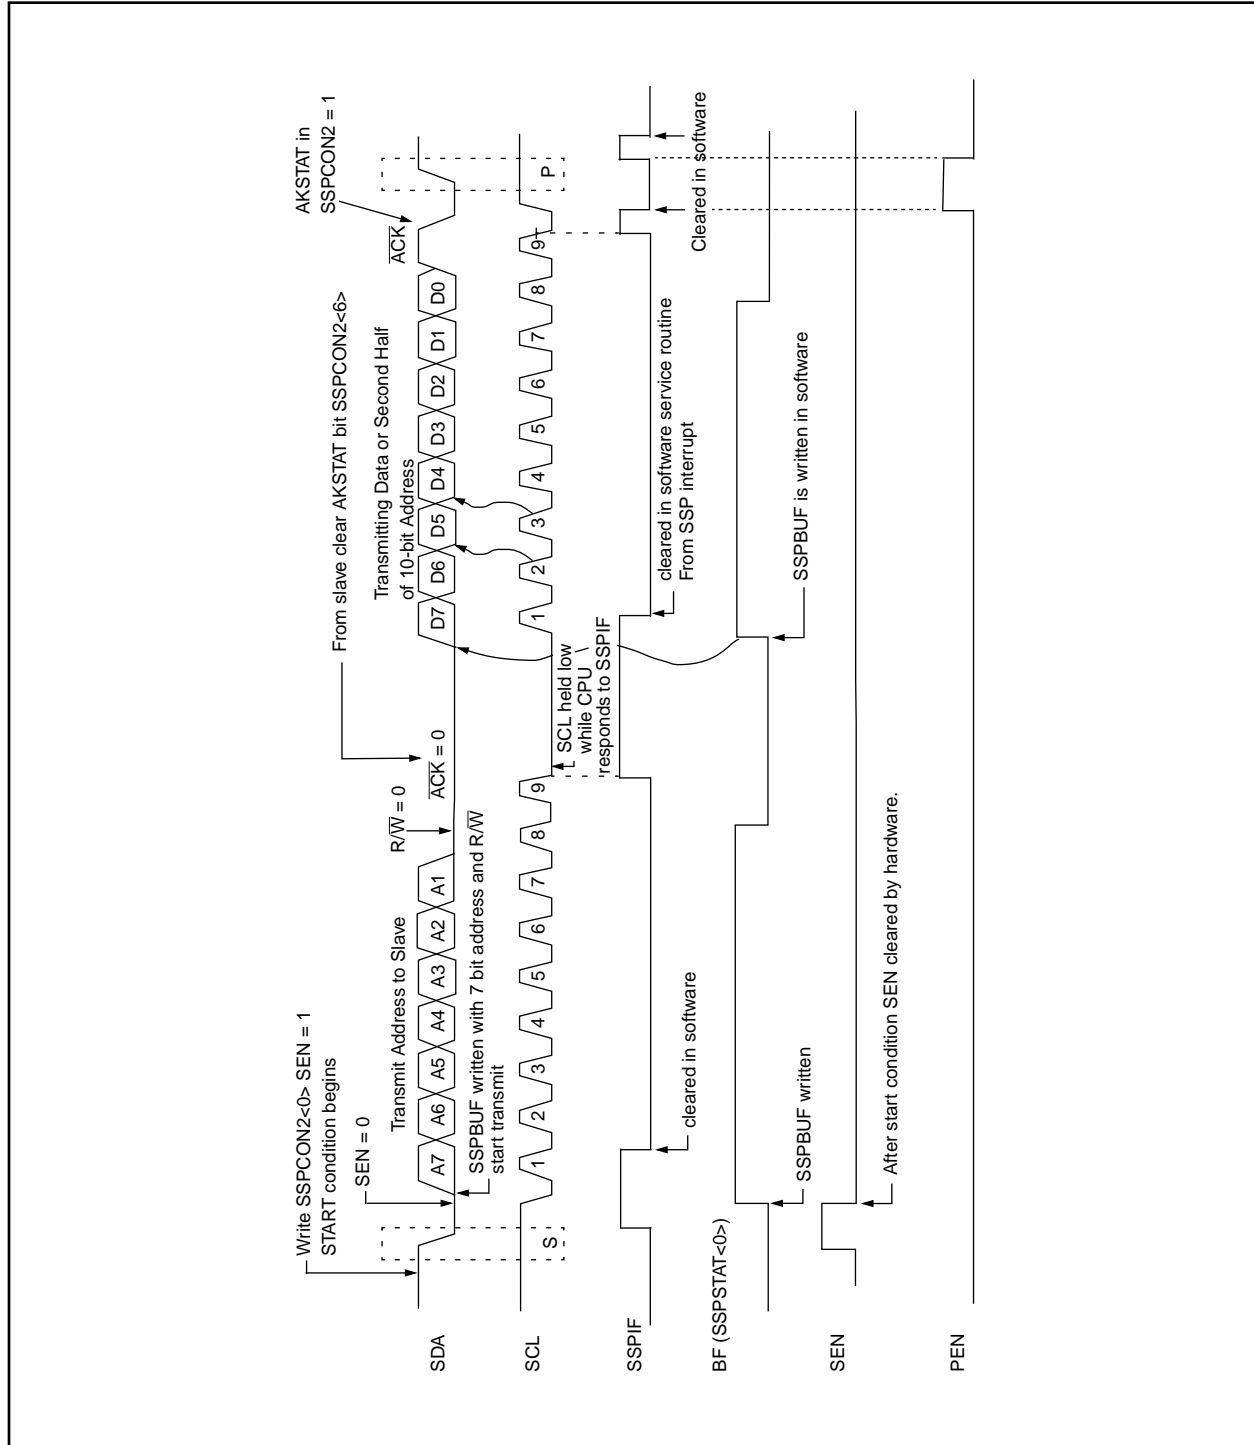 Write SSPCON2<0> SEN = 1
START condition begins
SEN = 0
From slave clear AKSTAT bit SSPCON2<6>
AKSTAT in
SSPCON2 = 1
Transmit Address to Slave
R/W = 0
ACK = 0
Transmitting Data or Second Half
of 10-bit Address
ACK
SDA
A7 A6 A5 A4 A3 A2 A1
D7 D6 D5 D4 D3 D2 D1 D0
SSPBUF written with 7 bit address and R/W
start transmit
SCL
S
1 2 3 4 5 6 7 8 9
1 2 3 4 5 6 7 8 9
P
SCL held low
while CPU
responds to SSPIF
SSPIF
cleared in software
cleared in software service routine
From SSP interrupt
Cleared in software
BF (SSPSTAT<0>)
SSPBUF written
SSPBUF is written in software
SEN
After start condition SEN cleared by hardware.
PEN